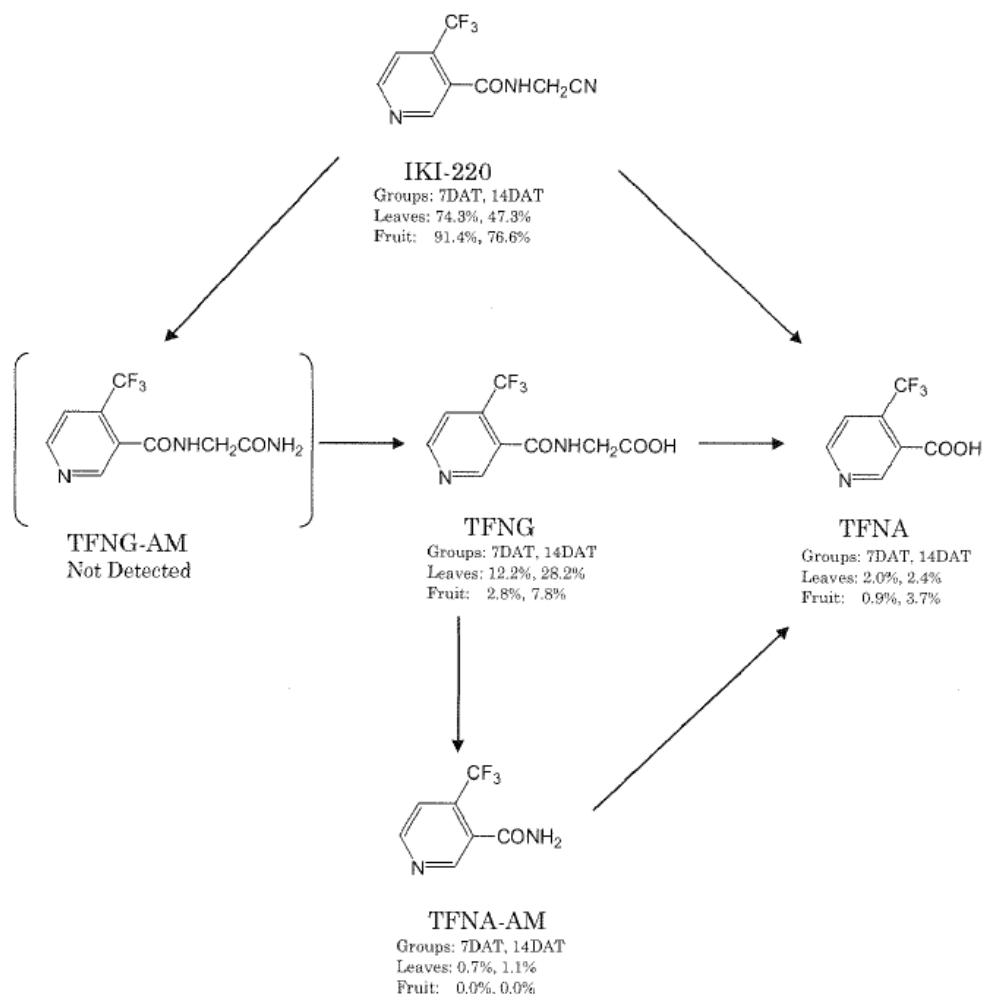 CF₃
CONHCH₂CN
N
IKI-220
Groups: 7DAT, 14DAT
Leaves: 74.3%, 47.3%
Fruit: 91.4%, 76.6%
CF₃
CONHCH₂CONH₂
N
TFNG-AM
Not Detected
CF₃
CONHCH₂COOH
N
TFNG
Groups: 7DAT, 14DAT
Leaves: 12.2%, 28.2%
Fruit: 2.8%, 7.8%
CF₃
COOH
N
TFNA
Groups: 7DAT, 14DAT
Leaves: 2.0%, 2.4%
Fruit: 0.9%, 3.7%
CF₃
CONH₂
N
TFNA-AM
Groups: 7DAT, 14DAT
Leaves: 0.7%, 1.1%
Fruit: 0.0%, 0.0%